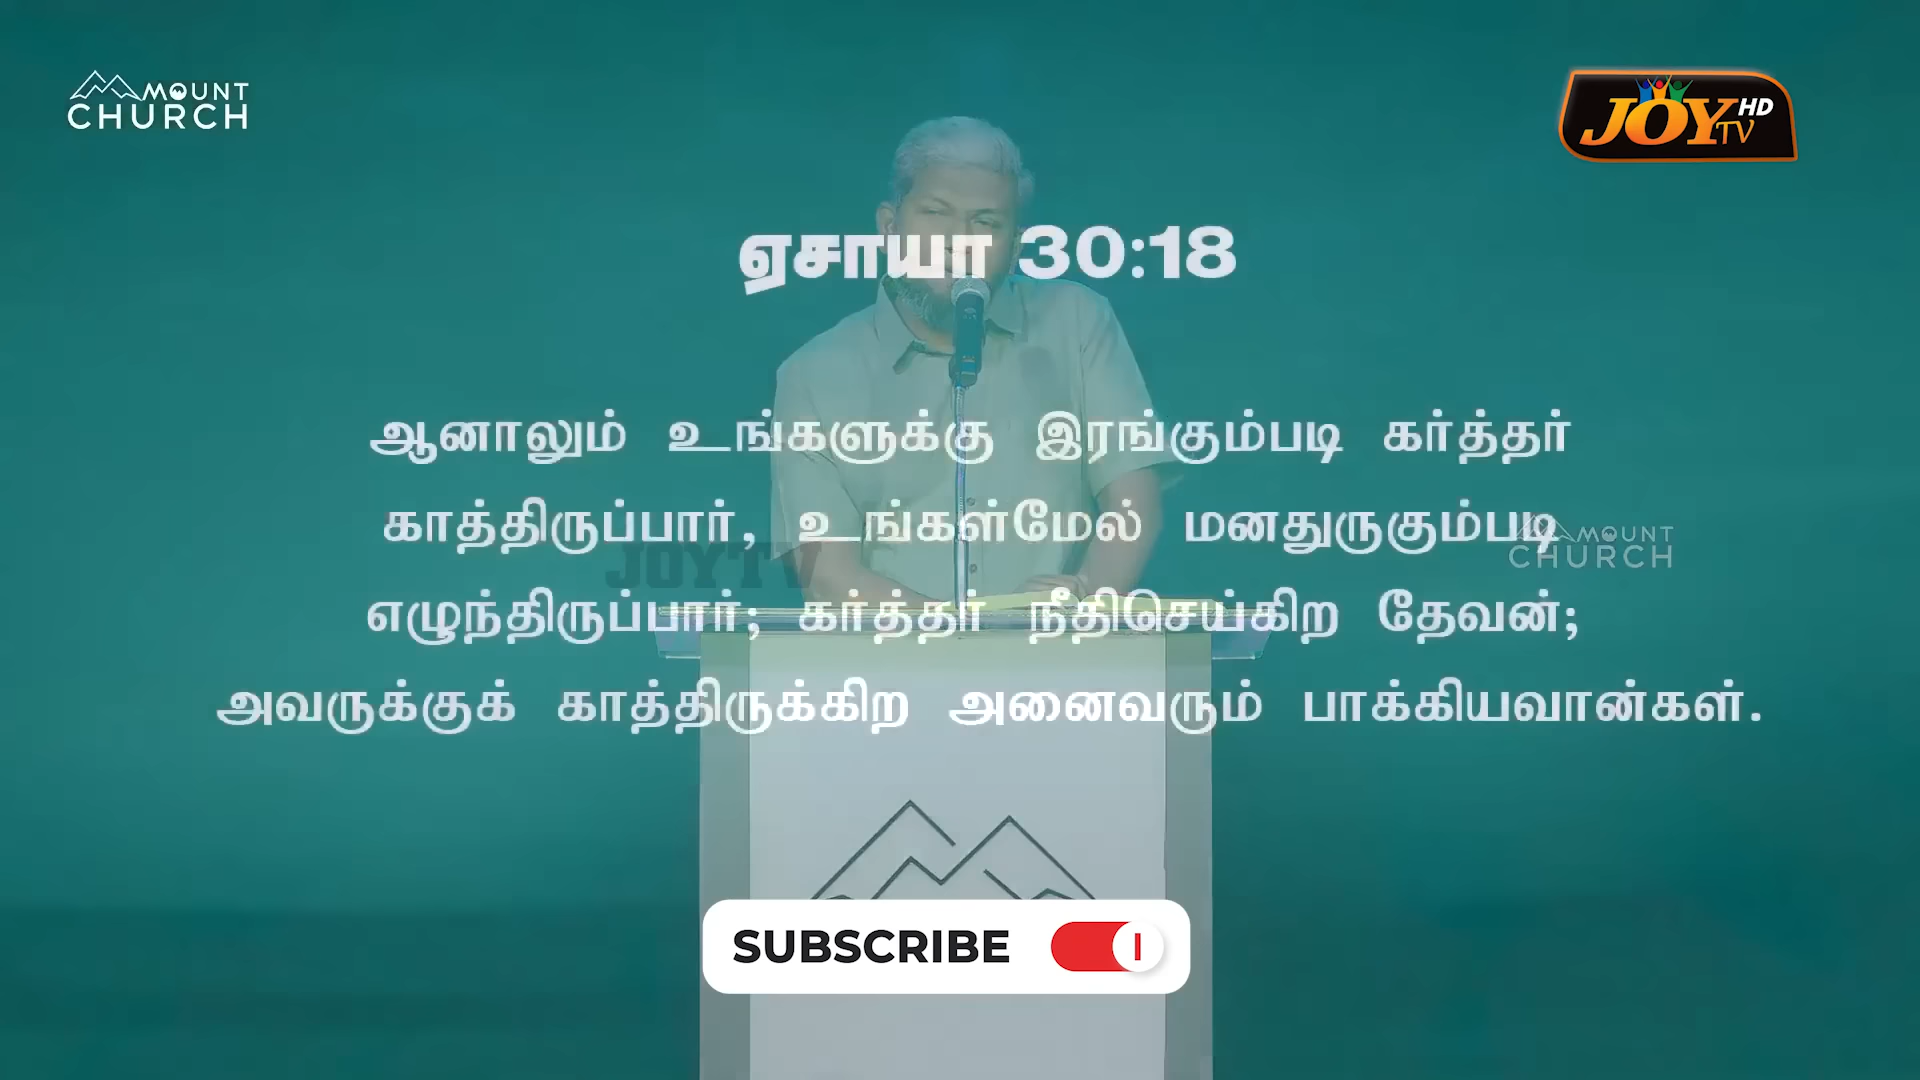 MOUNT
CHURCH
JOY TV HD
ஏசாயா 30:18
ஆனாலும் உங்களுக்கு இரங்கும்படி கர்த்தர்
காத்திருப்பார், உங்கள்மேல் மனதுருகும்படி
MOUNT
CHURCH
JOYTV
எழுந்திருப்பார்; கர்த்தர் நீதிசெய்கிற தேவன்;
அவருக்குக் காத்திருக்கிற அனைவரும் பாக்கியவான்கள்.
SUBSCRIBE